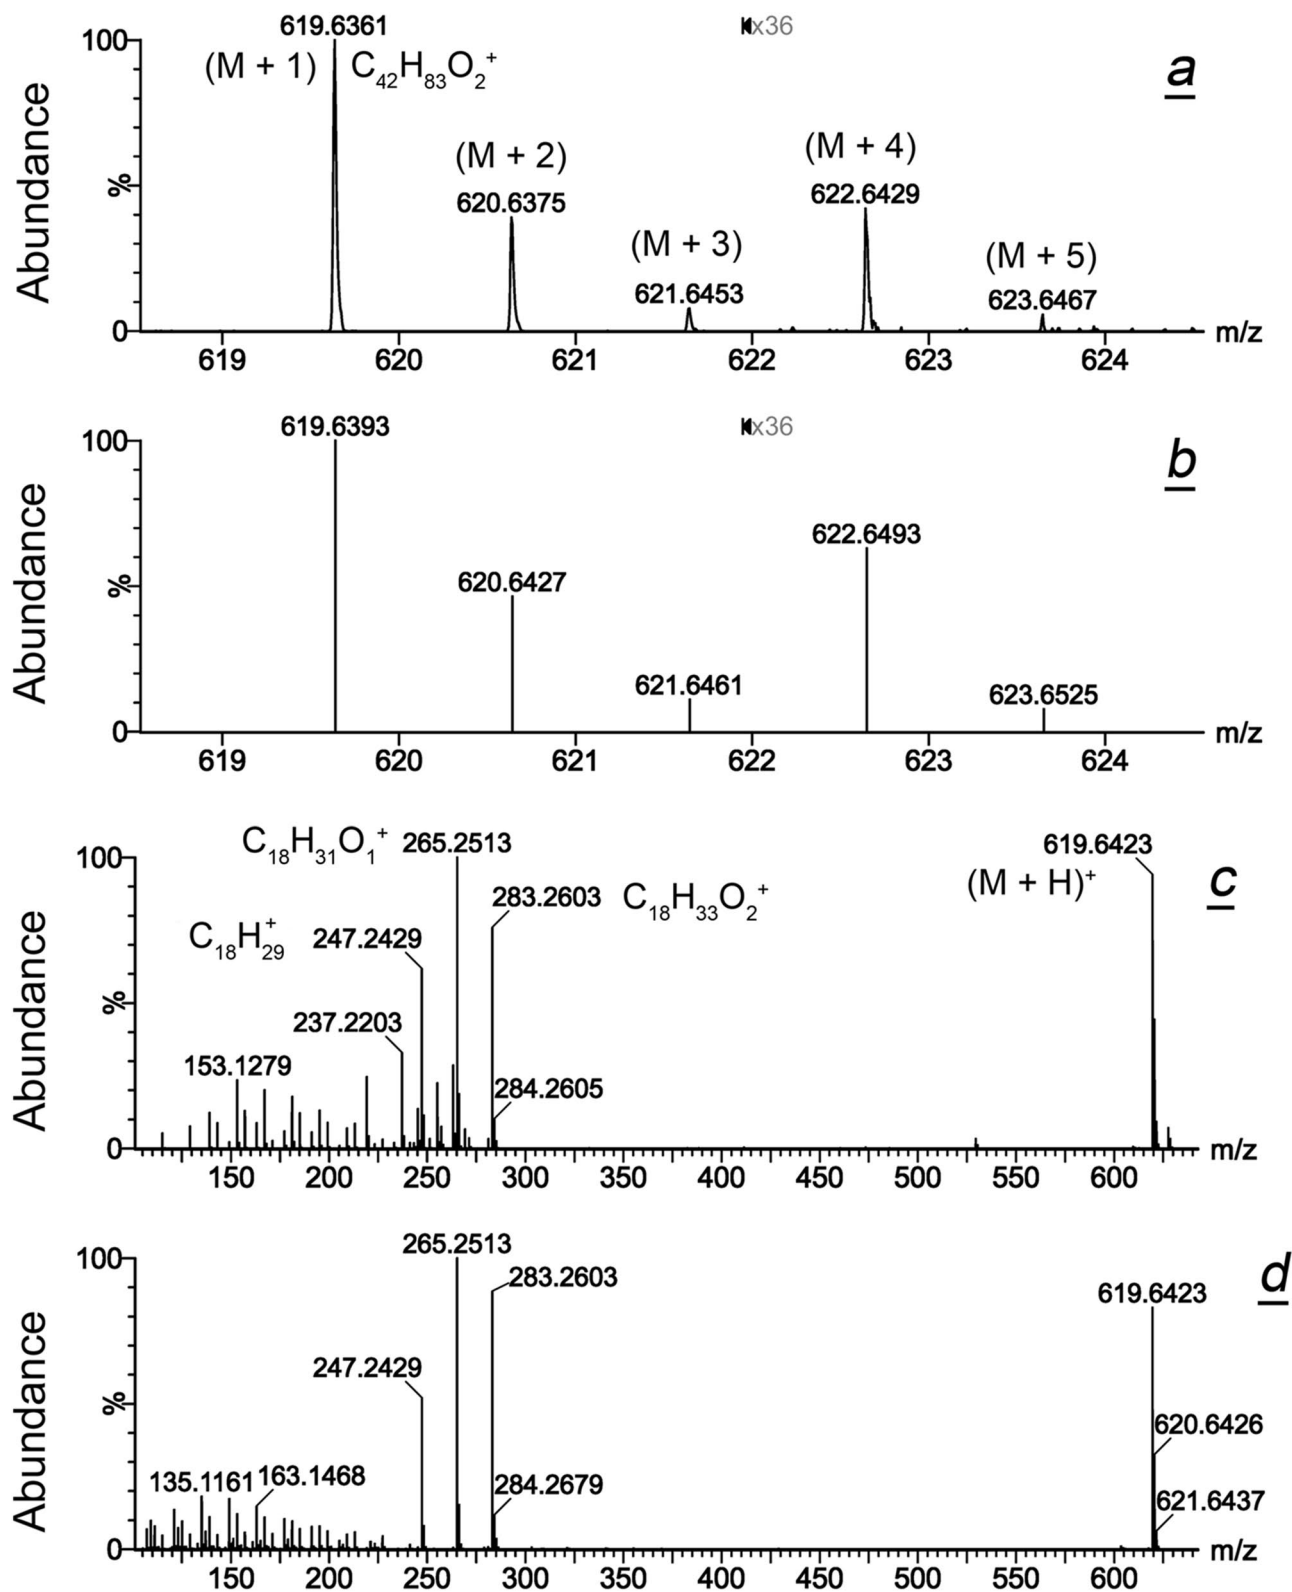 619.6361
x36
100
(M + 1) C42H83O2+
a
Abundance
%
(M + 2)
620.6375
(M + 3)
621.6453
(M + 4)
622.6429
(M + 5)
623.6467
0
m/z
619 620 621 622 623 624
619.6393
x36
100
b
Abundance
%
620.6427
621.6461
622.6493
623.6525
0
m/z
619 620 621 622 623 624
C18H31O1+ 265.2513
619.6423
100
283.2603 C18H33O2+
(M + H)+
c
C18H29+ 247.2429
Abundance
%
237.2203
153.1279
284.2605
0
m/z
150 200 250 300 350 400 450 500 550 600
265.2513
100
283.2603
619.6423
d
247.2429
Abundance
%
620.6426
135.1161 163.1468
284.2679
621.6437
0
m/z
150 200 250 300 350 400 450 500 550 600